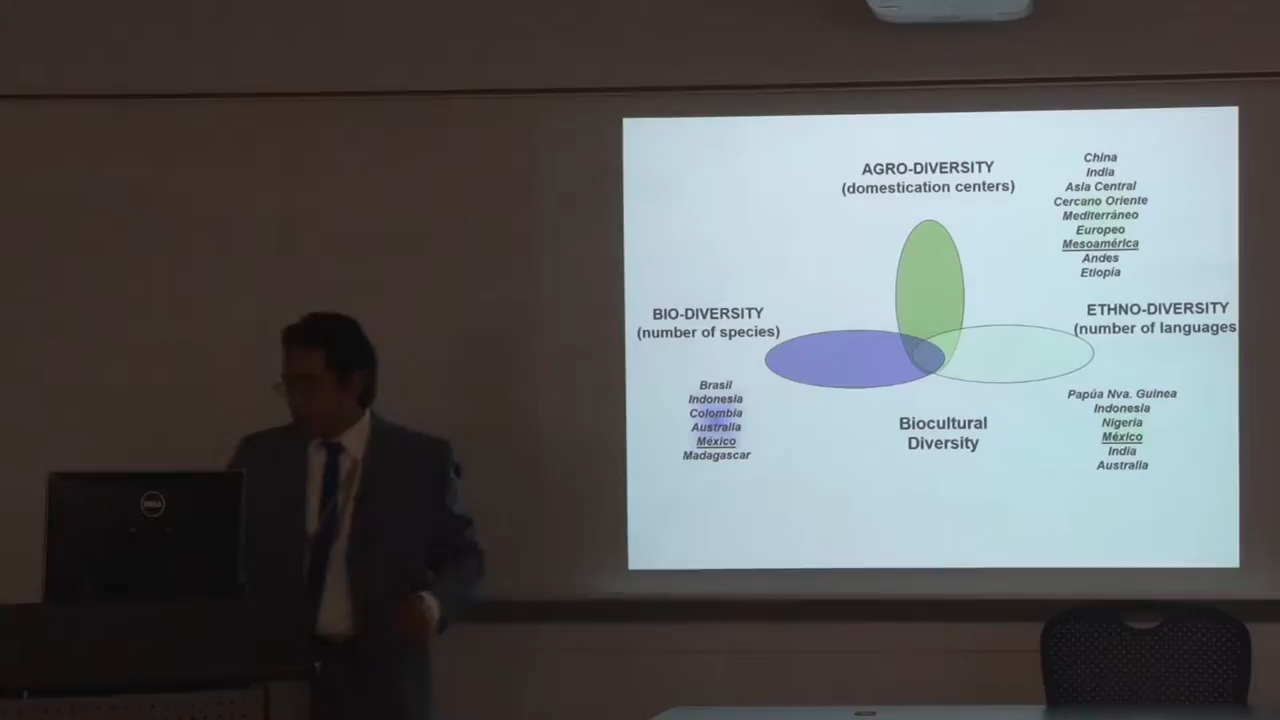 AGRO-DIVERSITY
(domestication centers)
China
India
Asia Central
Cercano Oriente
Mediterráneo
Europeo
Mesoamérica
Andes
Etiopía
BIO-DIVERSITY
(number of species)
Brasil
Indonesia
Colombia
Australia
México
Madagascar
ETHNO-DIVERSITY
(number of languages
Papúa Nva. Guinea
Indonesia
Nigeria
México
India
Australia
Biocultural
Diversity
DELL